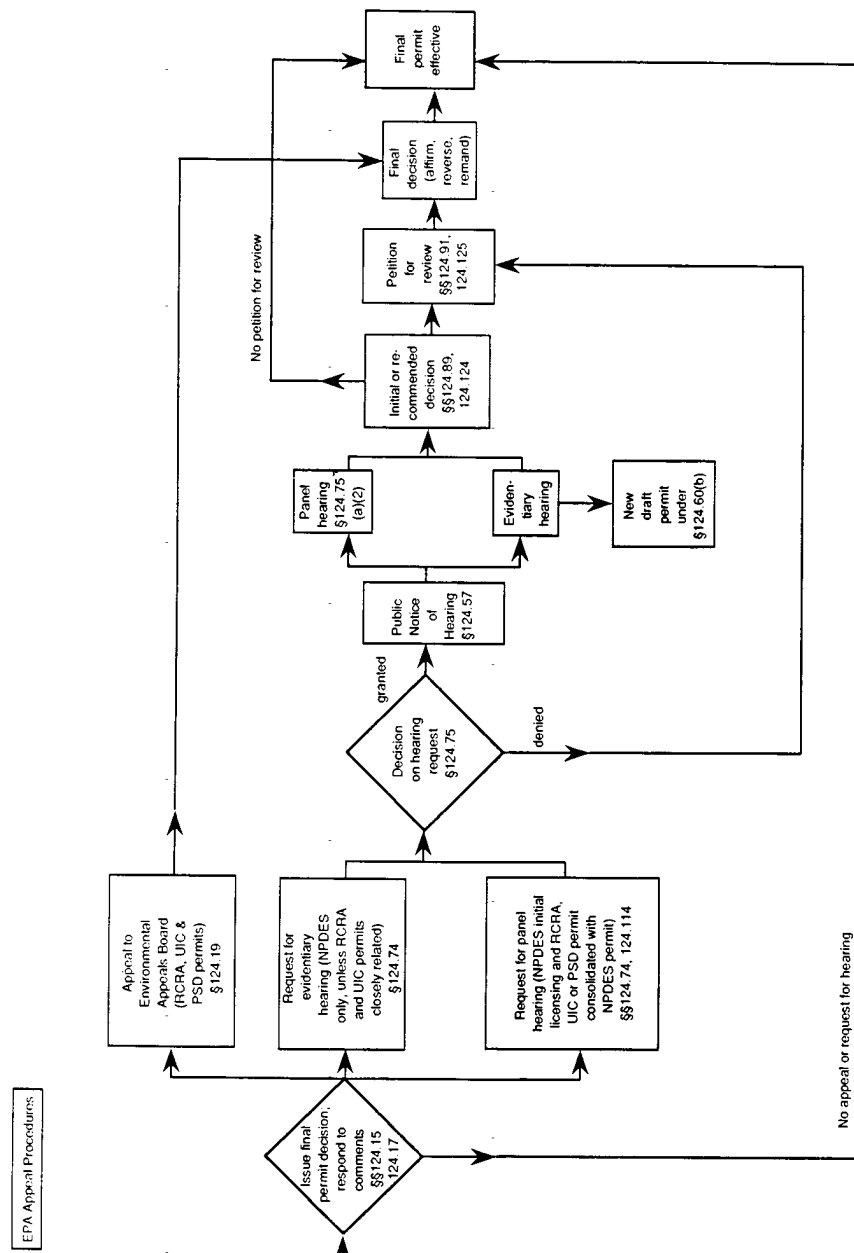 EPA Appeal Procedures
Issue final
permit decision,
respond to
comments
§§124.15
124.17
Appeal to
Environmental
Appeals Board
(RCRA, UIC &
PSD permits)
§124.19
Request for
evidentiary
hearing (NPDES
only, unless RCRA
and UIC permits
closely related)
§124.74
Request for panel
hearing (NPDES initial
licensing and RCRA,
UIC or PSD permit
consolidated with
NPDES permit)
§§124.74, 124.114
Decision
on hearing
request
§124.75
granted
denied
Public
Notice
of
Hearing
§124.57
Panel
hearing
§124.75
(a)(2)
Eviden-
tiary
hearing
New
draft
permit
under
§124.60(b)
Initial or re-
commended
decision
§§124.89,
124.124
No petition for review
Petition
for
review
§§124.91,
124.125
Final
decision
(affirm,
reverse,
remand)
Final
permit
effective
No appeal or request for hearing